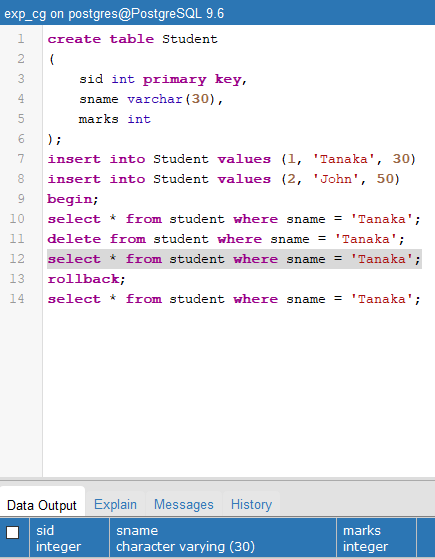 exp_cg on postgres@PostgreSQL 9.6
1 create table Student
2 (
3 sid int primary key,
4 sname varchar(30),
5 marks int
6 );
7 insert into Student values (1, 'Tanaka', 30)
8 insert into Student values (2, 'John', 50)
9 begin;
10 select * from student where sname = 'Tanaka';
11 delete from student where sname = 'Tanaka';
12 select * from student where sname = 'Tanaka';
13 rollback;
14 select * from student where sname = 'Tanaka';
Data Output Explain Messages History
sid sname marks
integer character varying (30) integer